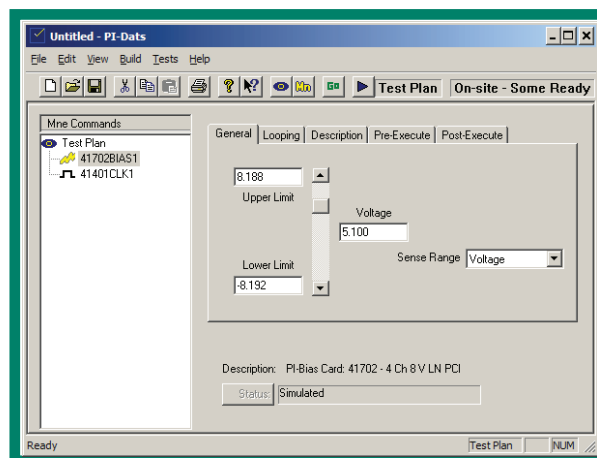 Untitled - PI-Dats
File Edit View Build Tests Help
Mn Go Test Plan On-site - Some Ready
Mne Commands
Test Plan
41702BIAS1
41401CLK1
General Looping Description Pre-Execute Post-Execute
8.188
Upper Limit
Voltage
5.100
Sense Range Voltage
Lower Limit
-8.192
Description: PI-Bias Card: 41702 - 4 Ch 8 V LN PCI
Status: Simulated
Ready Test Plan NUM